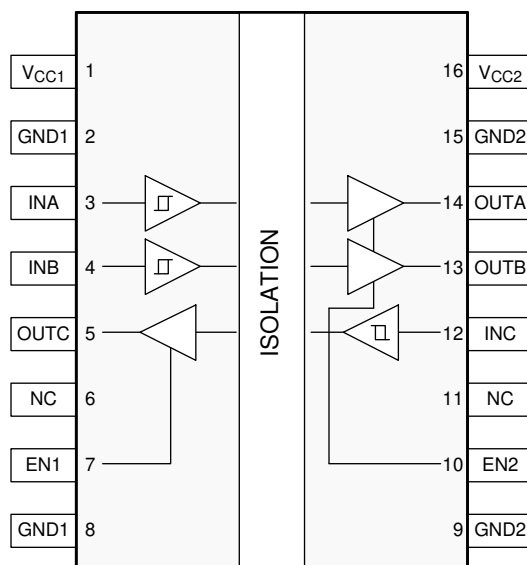 VCC1 1 16 VCC2
GND1 2 15 GND2
INA 3 14 OUTA
INB 4 13 OUTB
OUTC 5 12 INC
NC 6 11 NC
EN1 7 10 EN2
GND1 8 9 GND2
ISOLATION